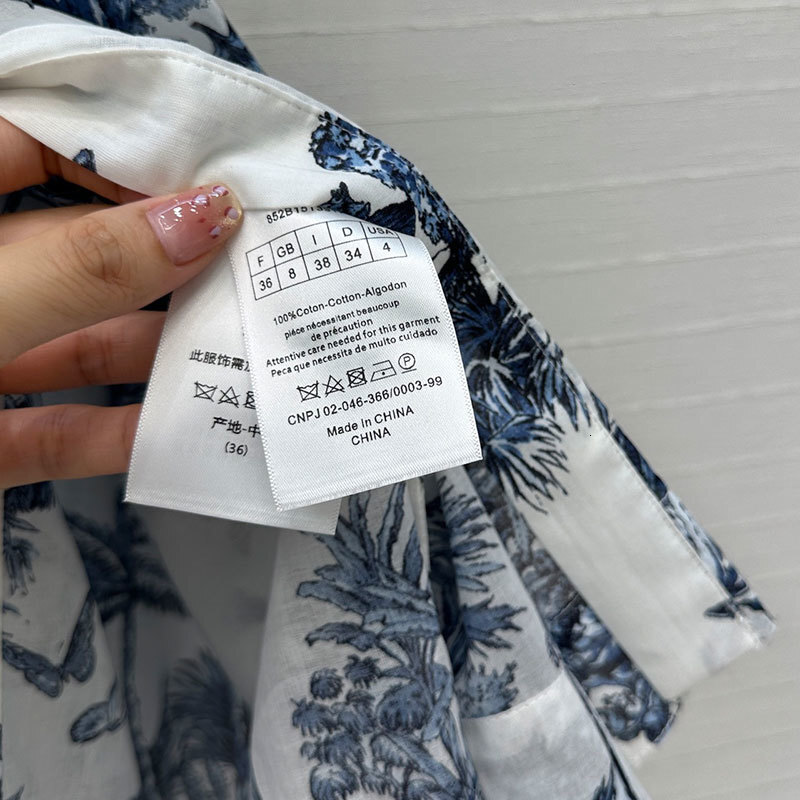 852B151
F GB I D USA
36 8 38 34 4
100%Coton-Cotton-Algodon
pièce nécessitant beaucoup
de précaution
Attentive care needed for this garment
Peca que necessita de muito cuidado
P
CNPJ 02-046-366/0003-99
Made In CHINA
CHINA
此服饰需
产地-中
(36)